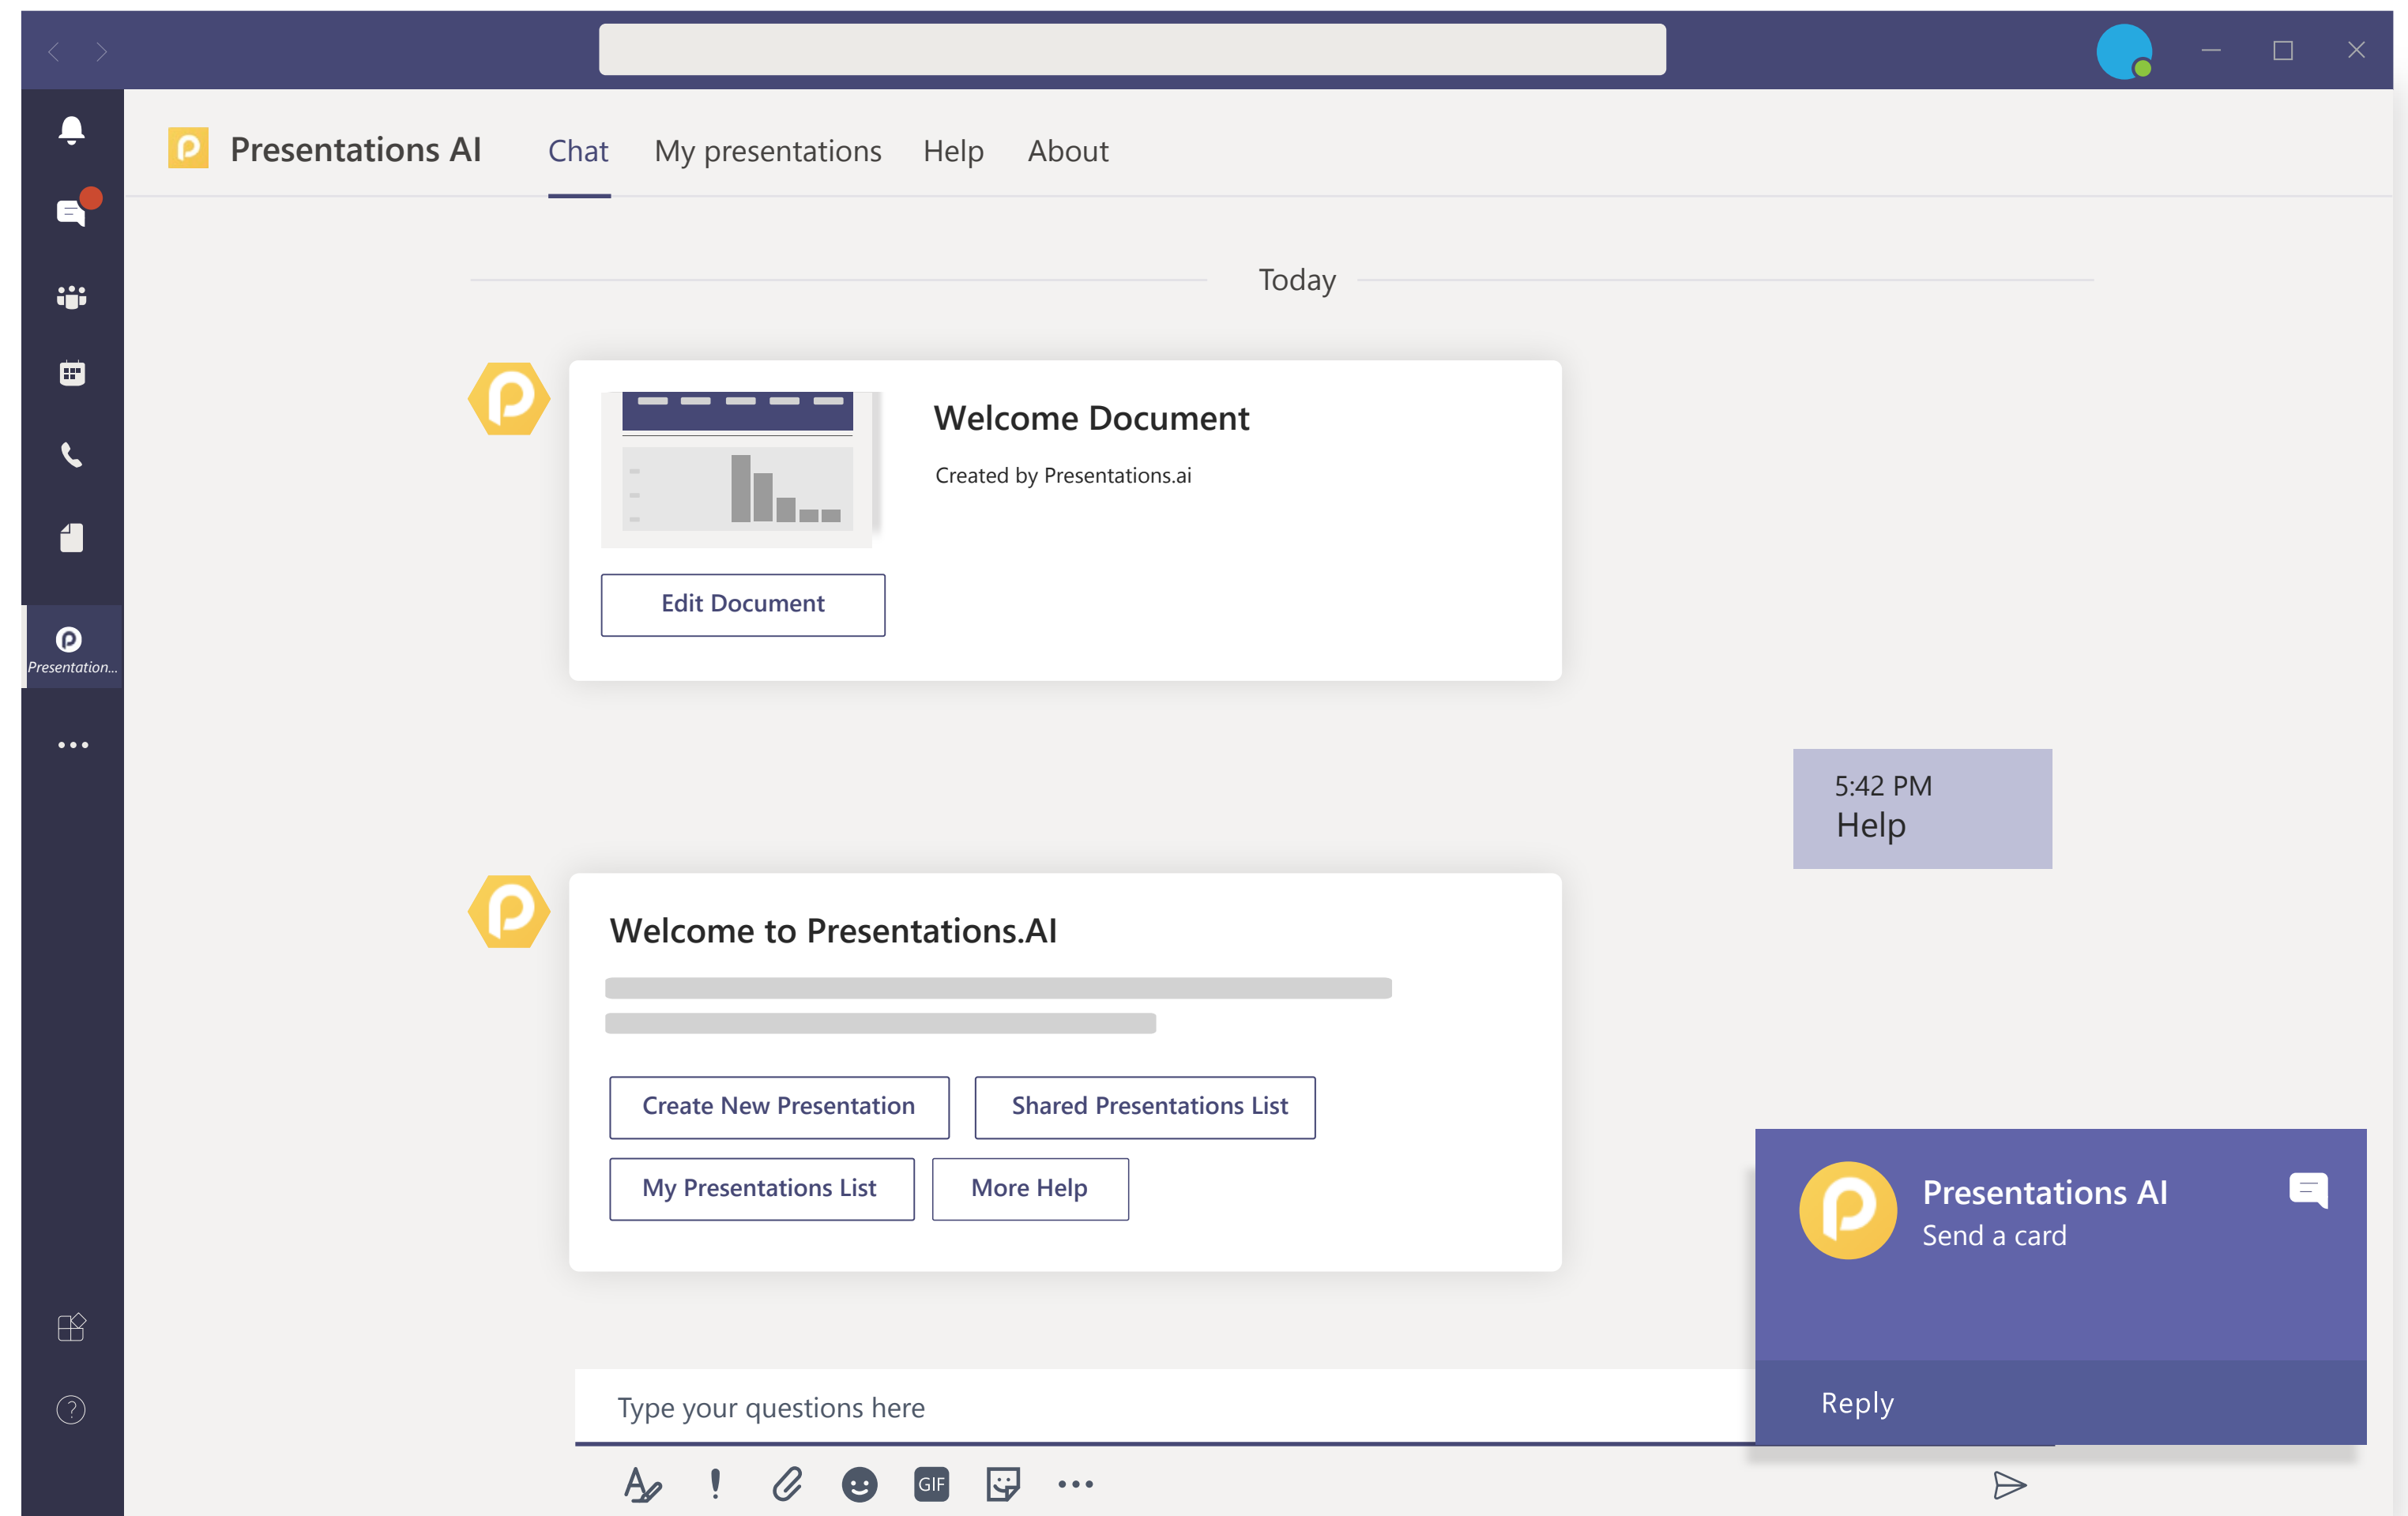 Presentations AI Chat My presentations Help About
Today
Welcome Document
Created by Presentations.ai
Edit Document
Presentation...
5:42 PM
Help
Welcome to Presentations.AI
Create New Presentation Shared Presentations List
My Presentations List More Help
Presentations AI
Send a card
Reply
Type your questions here
GIF